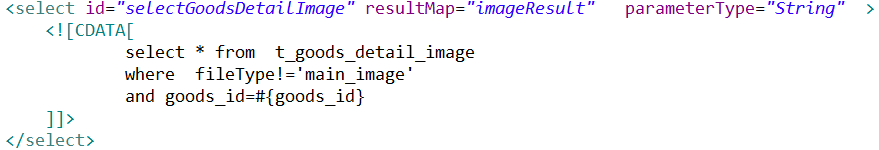 <select id="selectGoodsDetailImage" resultMap="imageResult"   parameterType="String"  >
    <![CDATA[
            select * from  t_goods_detail_image
            where  fileType!='main_image'
            and goods_id=#{goods_id}
    ]]>
</select>